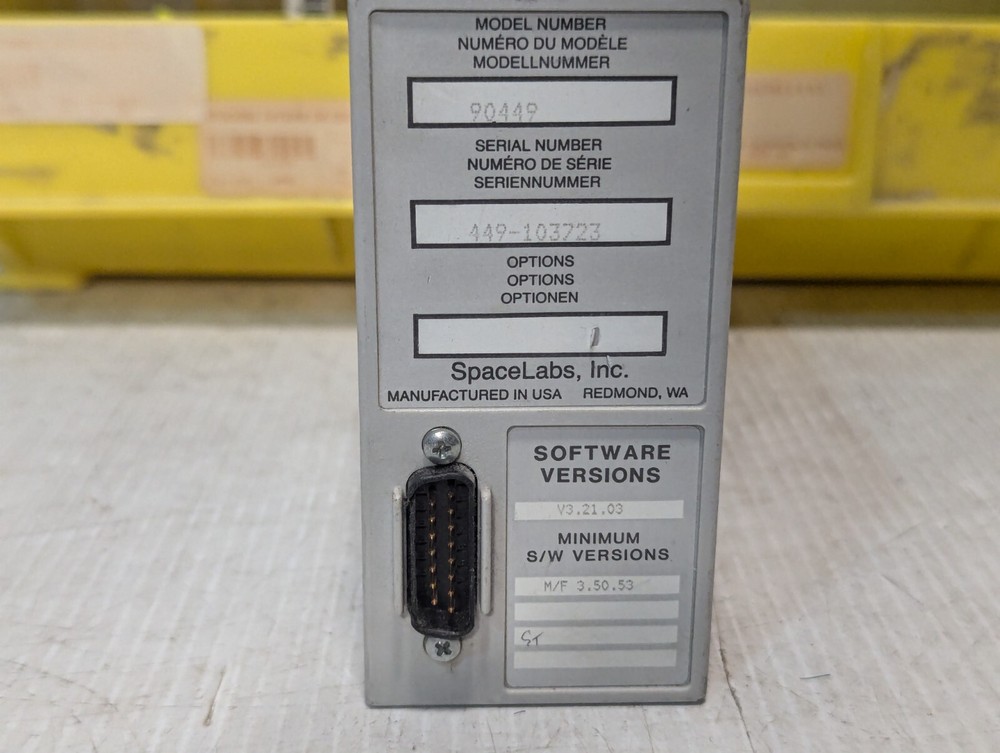 MODEL NUMBER
NUMÉRO DU MODÈLE
MODELLNUMMER
90449
SERIAL NUMBER
NUMÉRO DE SÉRIE
SERIENNUMMER
449-103723
OPTIONS
OPTIONS
OPTIONEN
SpaceLabs, Inc.
MANUFACTURED IN USA REDMOND, WA
SOFTWARE
VERSIONS
V3.21.03
MINIMUM
S/W VERSIONS
M/F 3.50.53